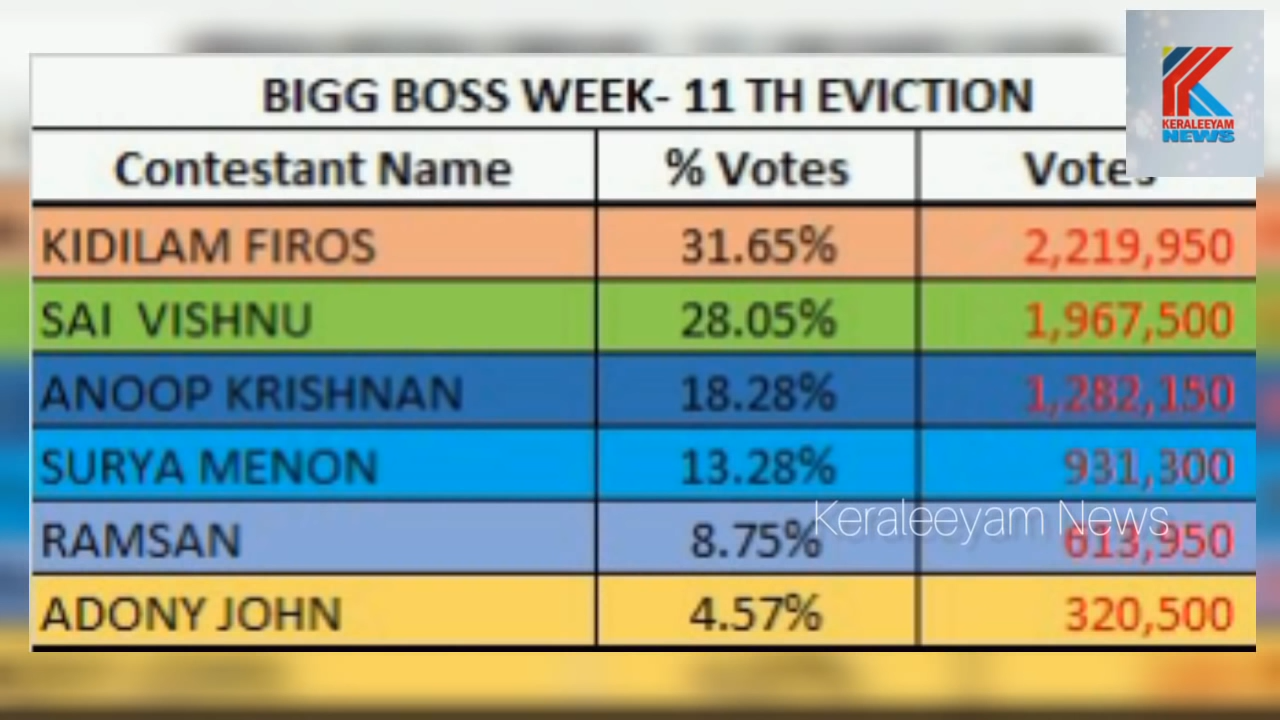 BIGG BOSS WEEK- 11 TH EVICTION
KERALEEYAM
NEWS
Contestant Name % Votes Votes
KIDILAM FIROS 31.65% 2,219,950
SAI VISHNU 28.05% 1,967,500
ANOOP KRISHNAN 18.28% 1,282,150
SURYA MENON 13.28% 931,300
Keraleeyam News
RAMSAN 8.75% 613,950
ADONY JOHN 4.57% 320,500